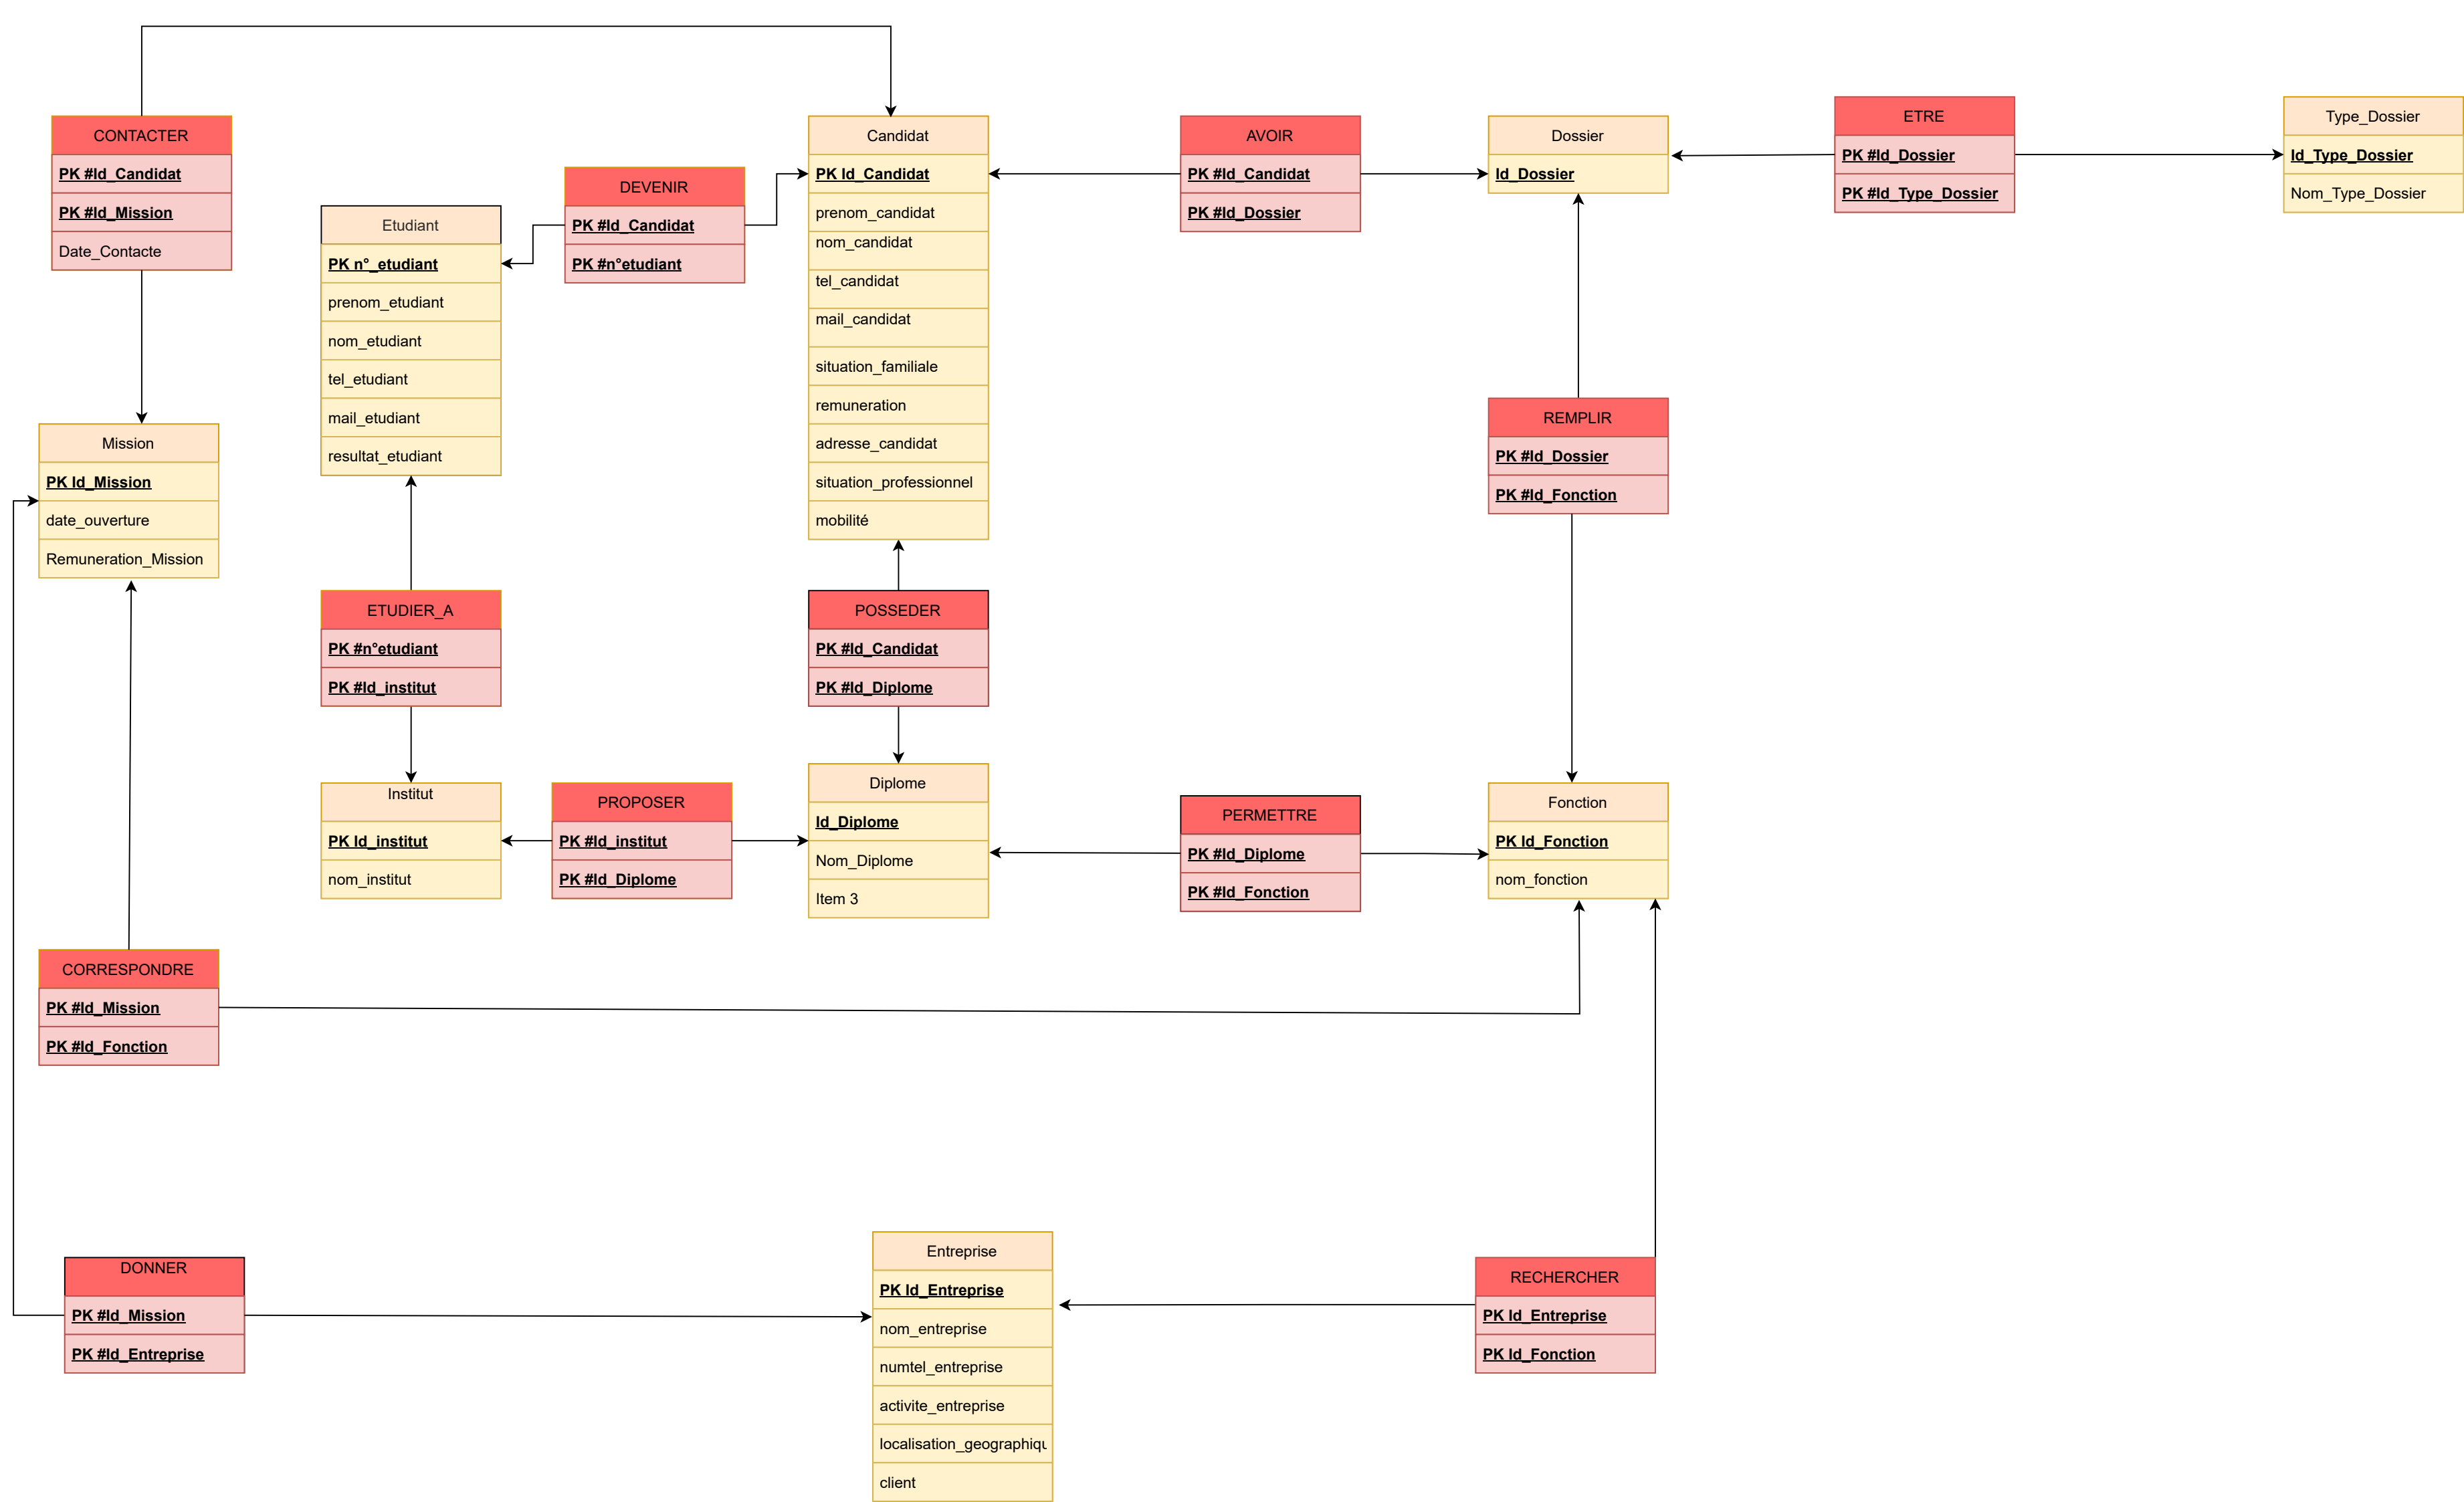 CONTACTER
PK #Id_Candidat
PK #Id_Mission
Date_Contacte
DEVENIR
PK #Id_Candidat
PK #n°etudiant
Candidat
PK Id_Candidat
prenom_candidat
nom_candidat
tel_candidat
mail_candidat
situation_familiale
remuneration
adresse_candidat
situation_professionnel
mobilité
AVOIR
PK #Id_Candidat
PK #Id_Dossier
Dossier
Id_Dossier
ETRE
PK #Id_Dossier
PK #Id_Type_Dossier
Type_Dossier
Id_Type_Dossier
Nom_Type_Dossier
Etudiant
PK n°_etudiant
prenom_etudiant
nom_etudiant
tel_etudiant
mail_etudiant
resultat_etudiant
Mission
PK Id_Mission
date_ouverture
Remuneration_Mission
REMPLIR
PK #Id_Dossier
PK #Id_Fonction
ETUDIER_A
PK #n°etudiant
PK #Id_institut
POSSEDER
PK #Id_Candidat
PK #Id_Diplome
Institut
PK Id_institut
nom_institut
PROPOSER
PK #Id_institut
PK #Id_Diplome
Diplome
Id_Diplome
Nom_Diplome
Item 3
PERMETTRE
PK #Id_Diplome
PK #Id_Fonction
Fonction
PK Id_Fonction
nom_fonction
CORRESPONDRE
PK #Id_Mission
PK #Id_Fonction
DONNER
PK #Id_Mission
PK #Id_Entreprise
Entreprise
PK Id_Entreprise
nom_entreprise
numtel_entreprise
activite_entreprise
localisation_geographiqu
client
RECHERCHER
PK Id_Entreprise
PK Id_Fonction